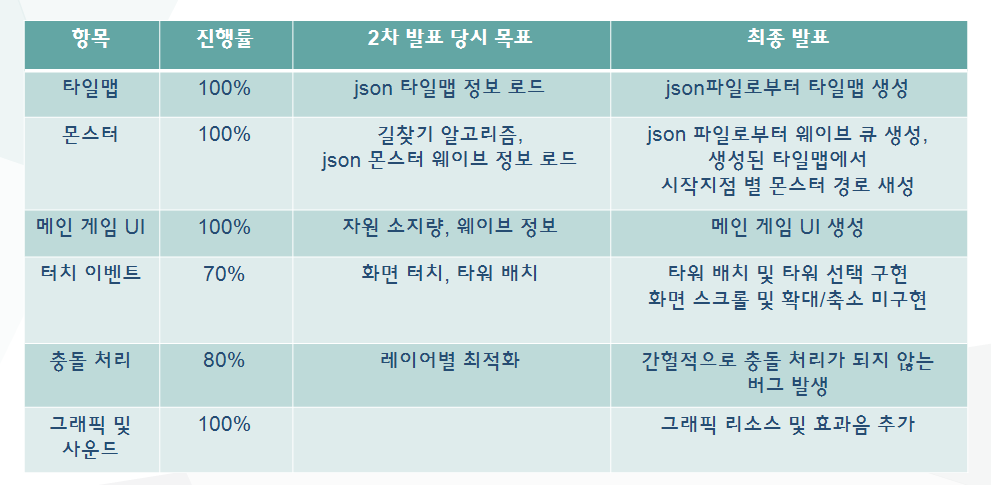 항목 진행률 2차 발표 당시 목표 최종 발표
타일맵 100% json 타일맵 정보 로드 json파일로부터 타일맵 생성
몬스터 100% 길찾기 알고리즘, json 파일로부터 웨이브 큐 생성,
json 몬스터 웨이브 정보 로드 생성된 타일맵에서
시작지점 별 몬스터 경로 새성
메인 게임 UI 100% 자원 소지량, 웨이브 정보 메인 게임 UI 생성
터치 이벤트 70% 화면 터치, 타워 배치 타워 배치 및 타워 선택 구현
화면 스크롤 및 확대/축소 미구현
충돌 처리 80% 레이어별 최적화 간헐적으로 충돌 처리가 되지 않는
버그 발생
그래픽 및 100% 그래픽 리소스 및 효과음 추가
사운드